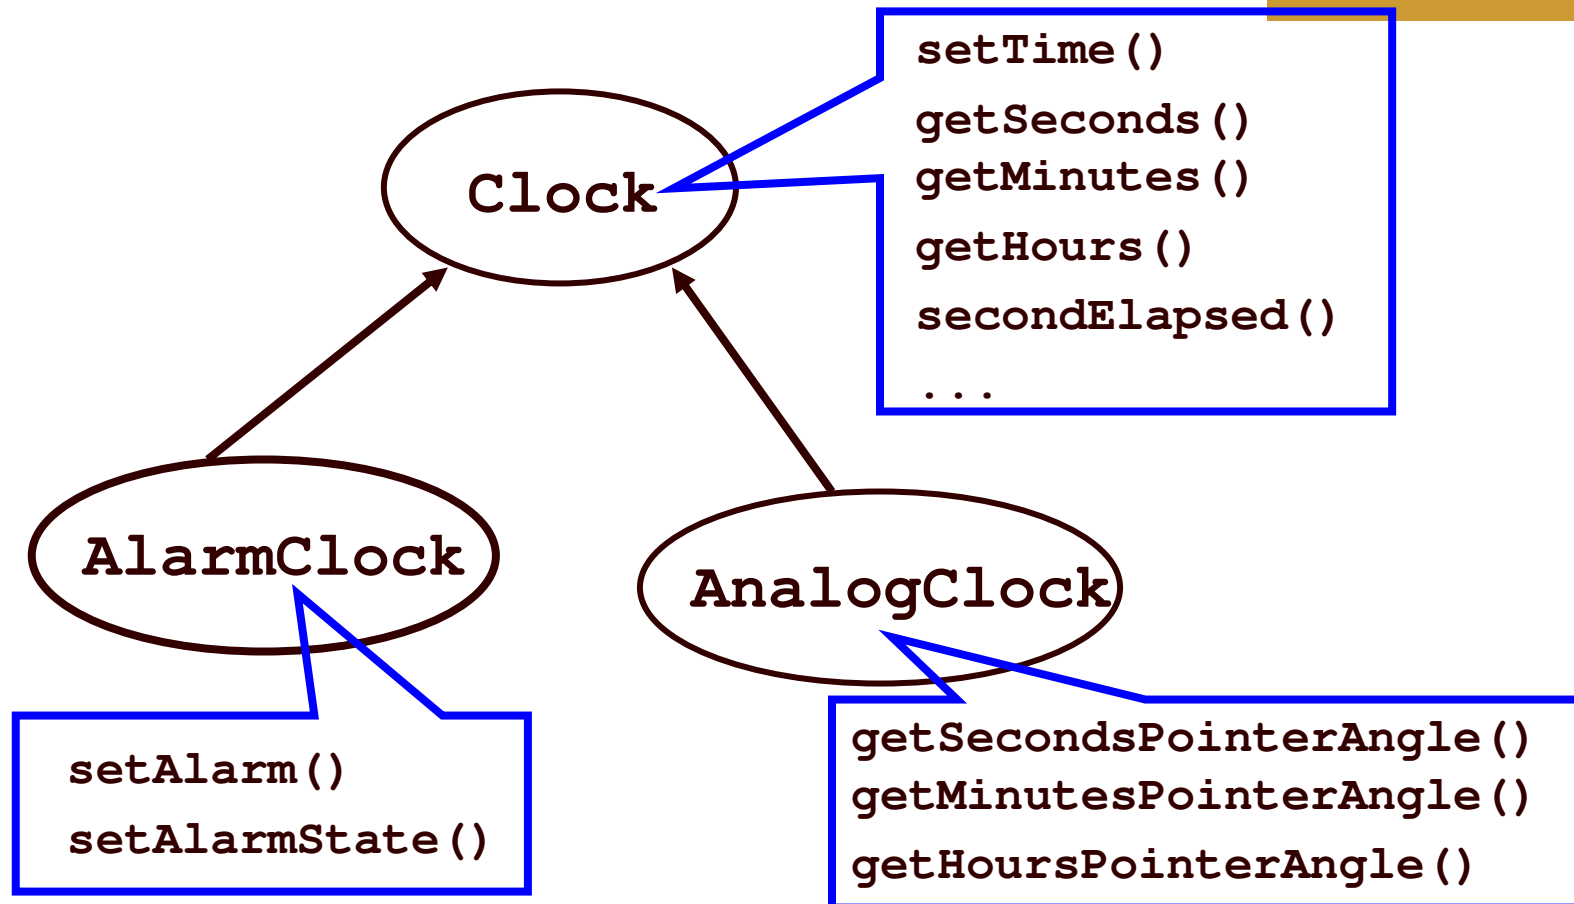 setTime()
getSeconds()
getMinutes()
getHours()
secondElapsed()
...
Clock
AlarmClock
AnalogClock
setAlarm()
setAlarmState()
getSecondsPointerAngle()
getMinutesPointerAngle()
getHoursPointerAngle()